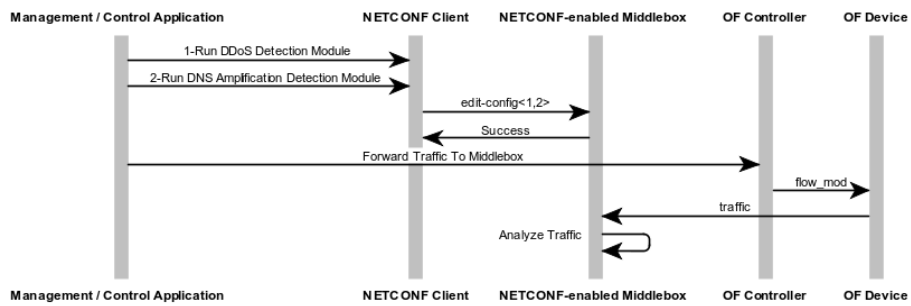 Management / Control Application NETCONF Client NETCONF-enabled Middlebox OF Controller OF Device
1-Run DDoS Detection Module
2-Run DNS Amplification Detection Module
edit-config<1,2>
Success
Forward Traffic To Middlebox
flow_mod
traffic
Analyze Traffic
Management / Control Application NETCONF Client NETCONF-enabled Middlebox OF Controller OF Device